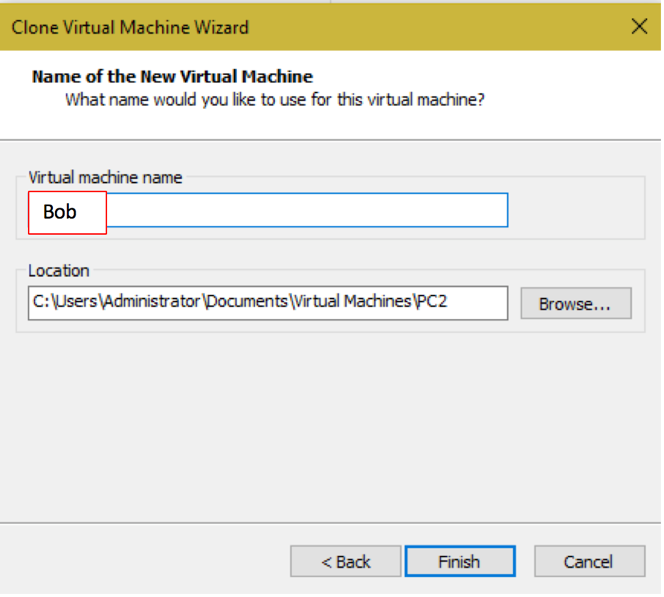 Clone Virtual Machine Wizard
Name of the New Virtual Machine
What name would you like to use for this virtual machine?
Virtual machine name
Bob
Location
C:\Users\Administrator\Documents\Virtual Machines\PC2
Browse...
< Back
Finish
Cancel